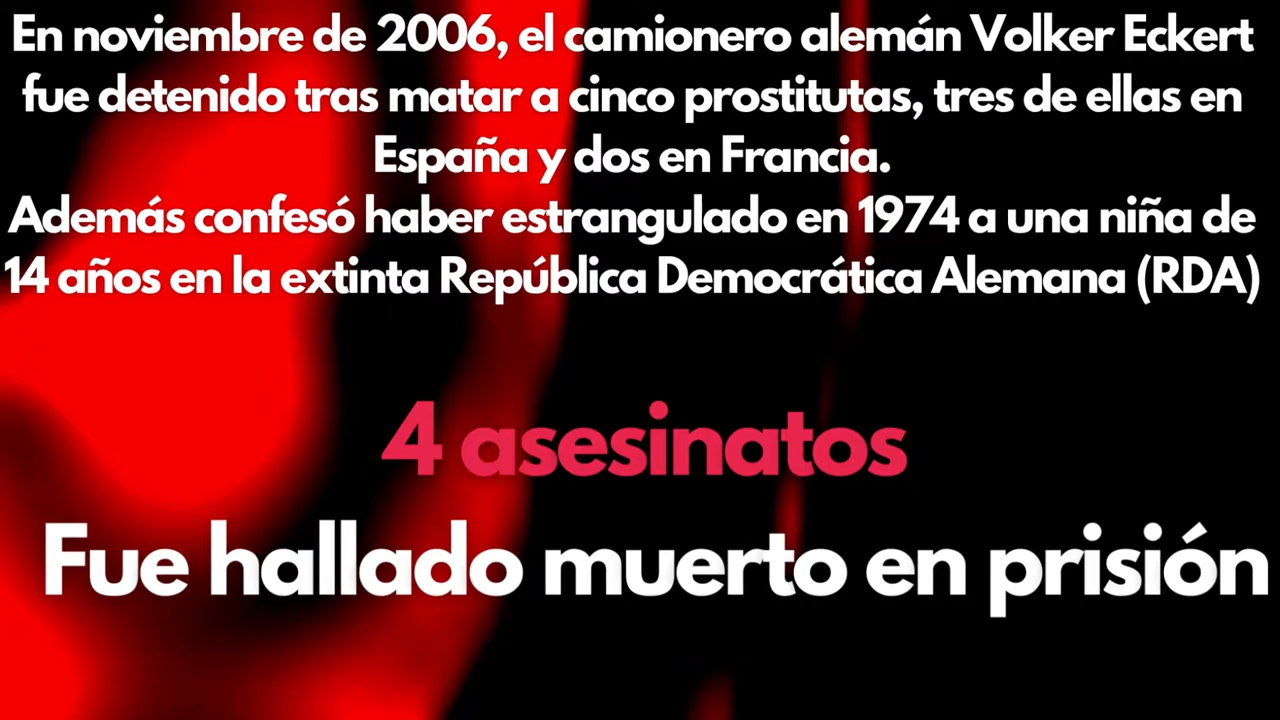 En noviembre de 2006, el camionero alemán Volker Eckert
fue detenido tras matar a cinco prostitutas, tres de ellas en
España y dos en Francia.
Además confesó haber estrangulado en 1974 a una niña de
14 años en la extinta República Democrática Alemana (RDA)
4 asesinatos
Fue hallado muerto en prisión